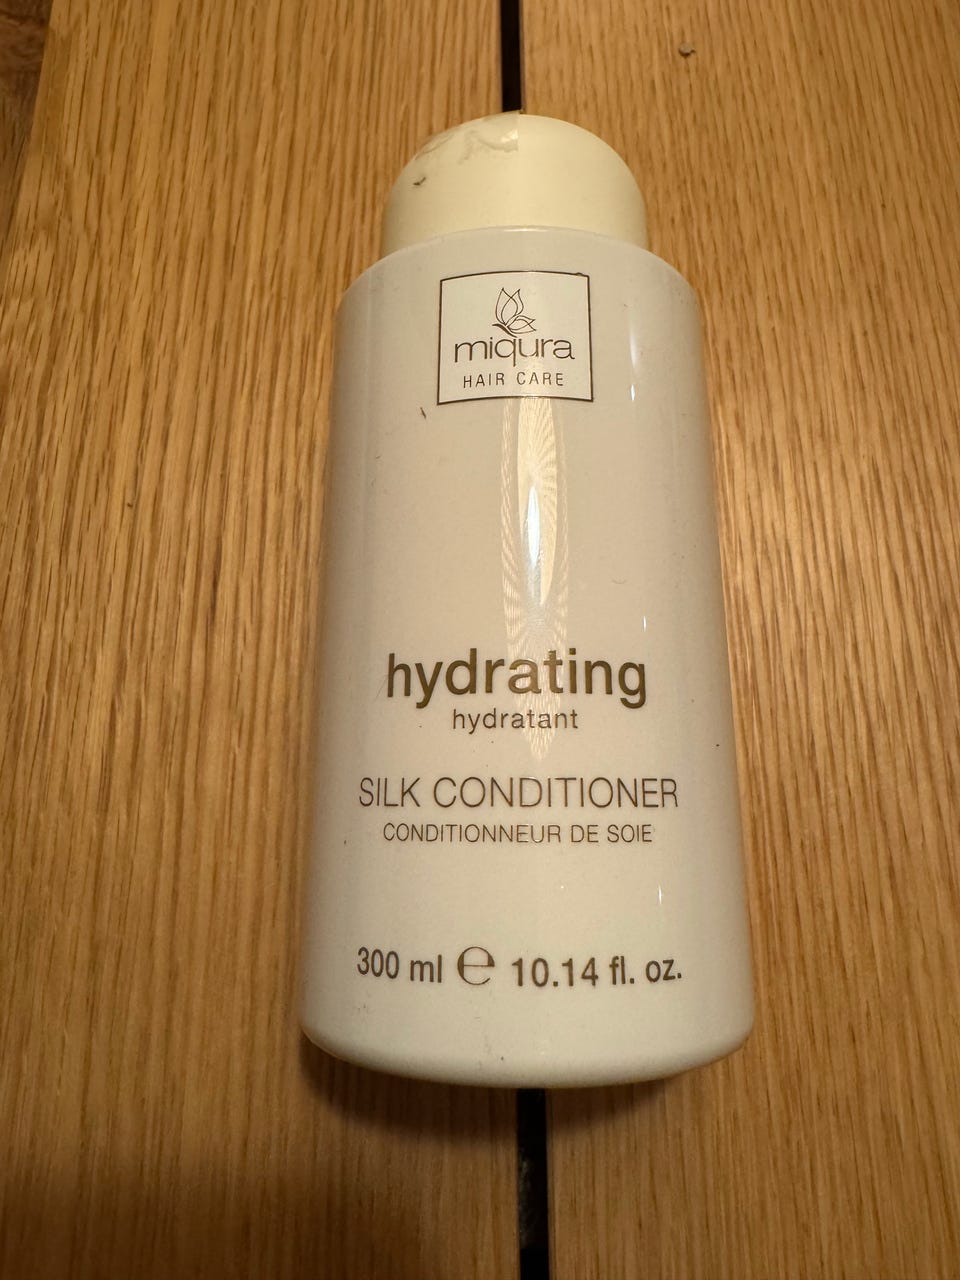 miqura
HAIR CARE
hydrating
hydratant
SILK CONDITIONER
CONDITIONNEUR DE SOIE
300 ml ℮ 10.14 fl. oz.